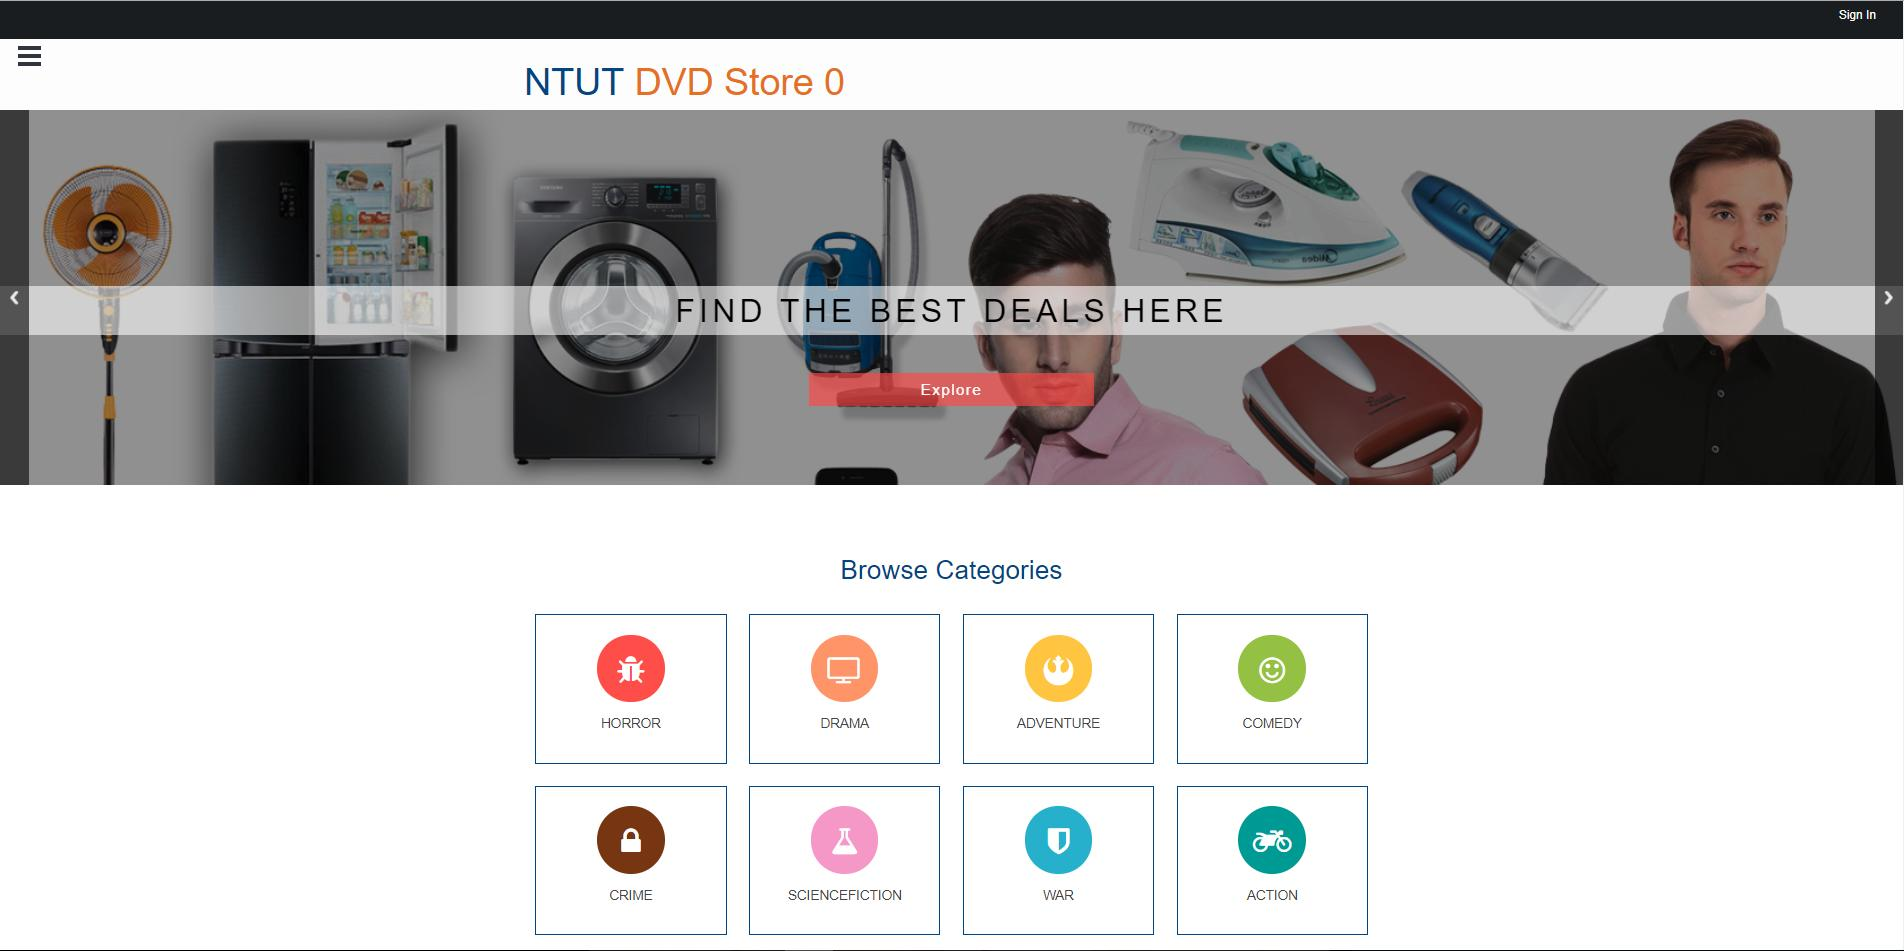 Sign In
NTUT DVD Store 0
FIND THE BEST DEALS HERE
Explore
Midea
Browse Categories
HORROR
DRAMA
ADVENTURE
COMEDY
CRIME
SCIENCEFICTION
WAR
ACTION